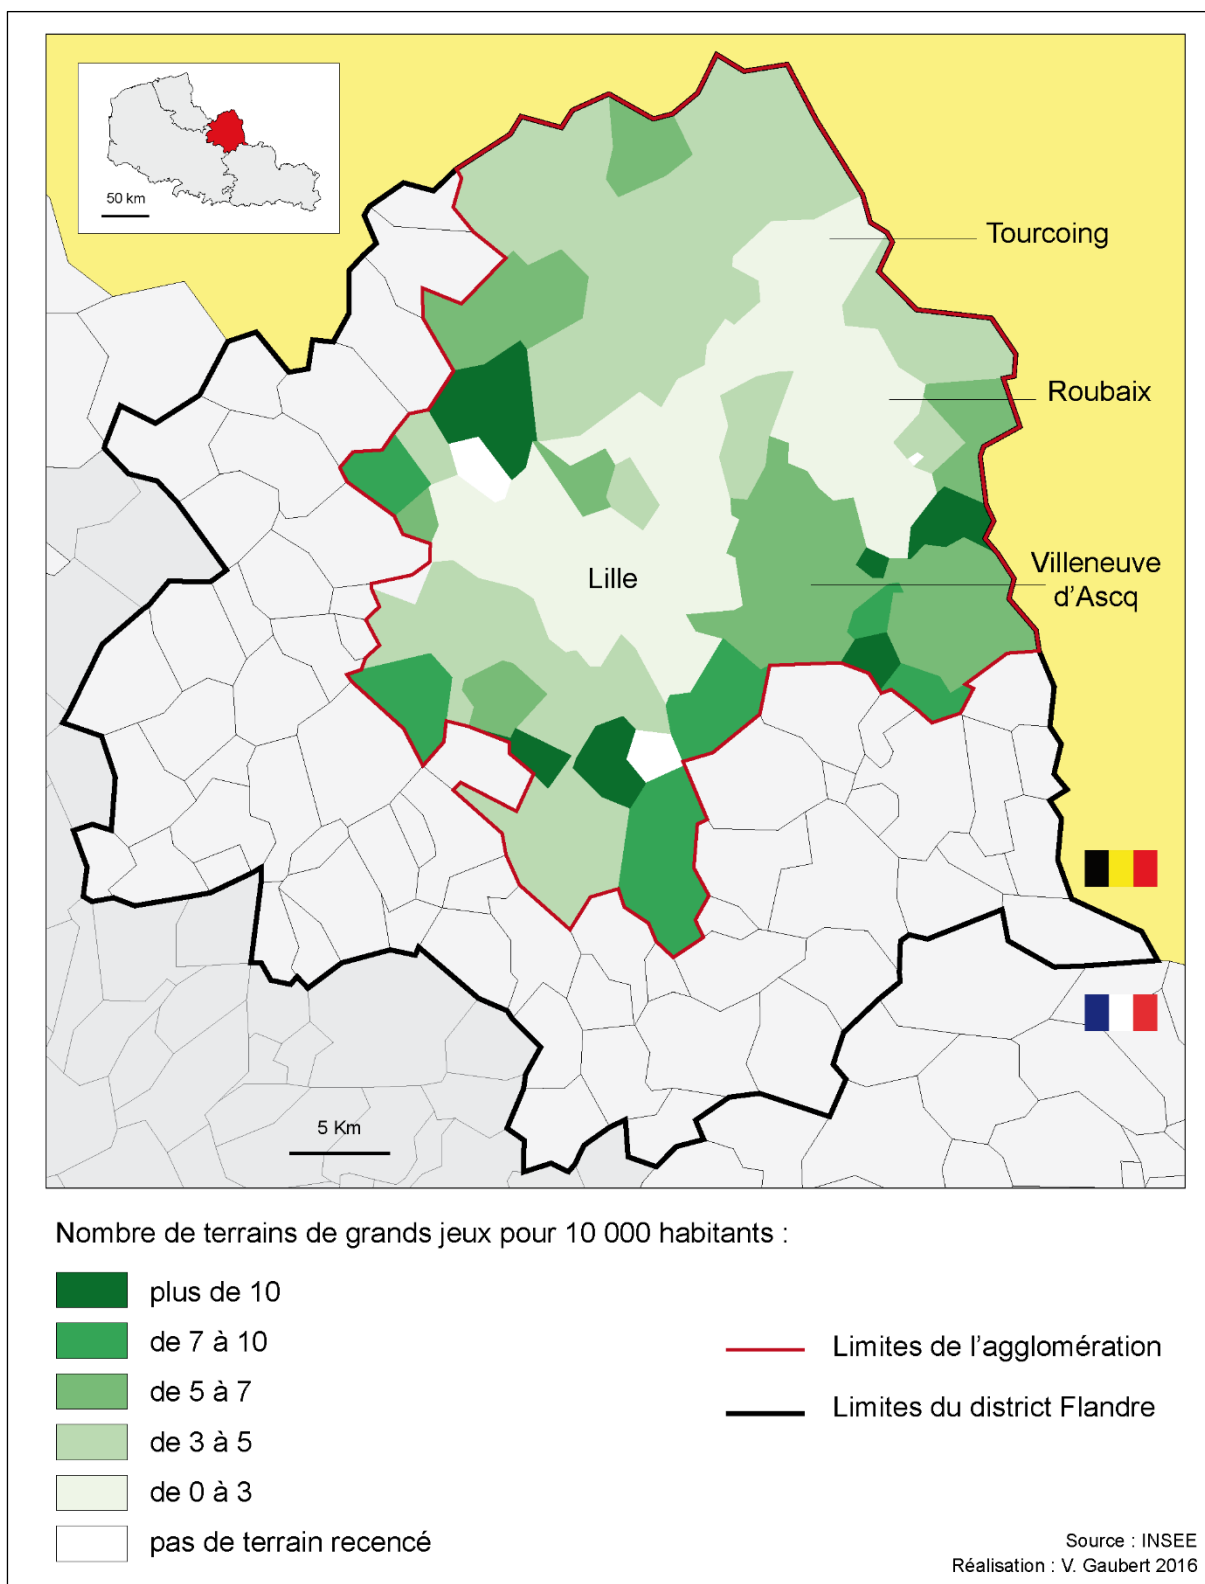 50 km
Tourcoing
Roubaix
Villeneuve
d'Ascq
Lille
5 Km
Nombre de terrains de grands jeux pour 10 000 habitants :
plus de 10
de 7 à 10
de 5 à 7
de 3 à 5
de 0 à 3
pas de terrain recencé
Limites de l'agglomération
Limites du district Flandre
Source : INSEE
Réalisation : V. Gaubert 2016